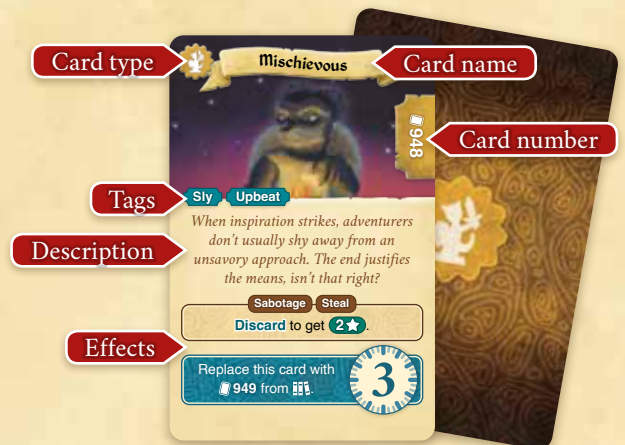 Card type
Mischievous
Card name
948
Card number
Tags
Sly
Upbeat
Description
When inspiration strikes, adventurers
don't usually shy away from an
unsavory approach. The end justifies
the means, isn't that right?
Sabotage
Steal
Discard to get 2★.
Effects
Replace this card with
949 from .
3